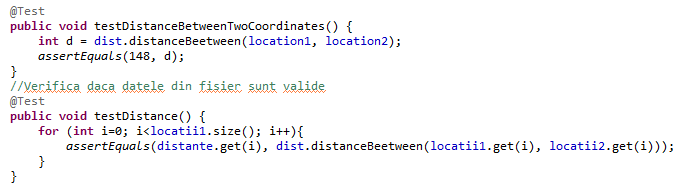 @Test
public void testDistanceBetweenTwoCoordinates() {
    int d = dist.distanceBeetween(location1, location2);
    assertEquals(148, d);
}
//Verifica daca datele din fisier sunt valide
@Test
public void testDistance() {
    for (int i=0; i<locatii1.size(); i++){
        assertEquals(distante.get(i), dist.distanceBeetween(locatii1.get(i), locatii2.get(i)));
    }
}